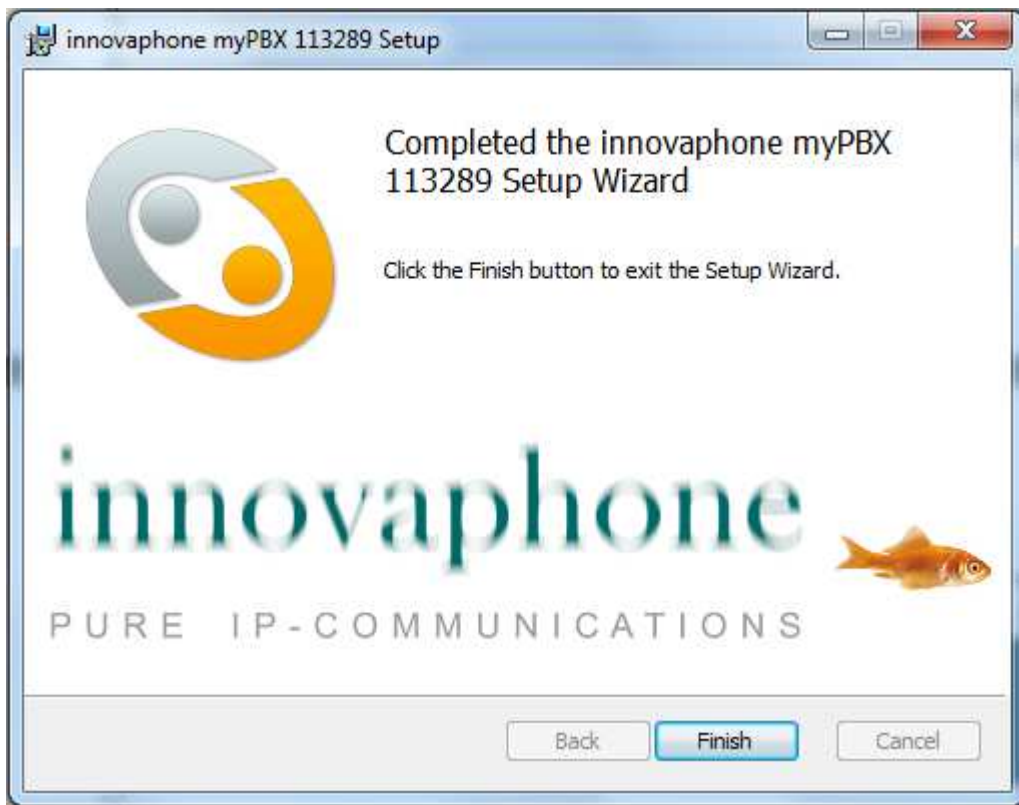 innovaphone myPBX 113289 Setup
Completed the innovaphone myPBX
113289 Setup Wizard
Click the Finish button to exit the Setup Wizard.
innovaphone
PURE IP-COMMUNICATIONS
Back Finish Cancel